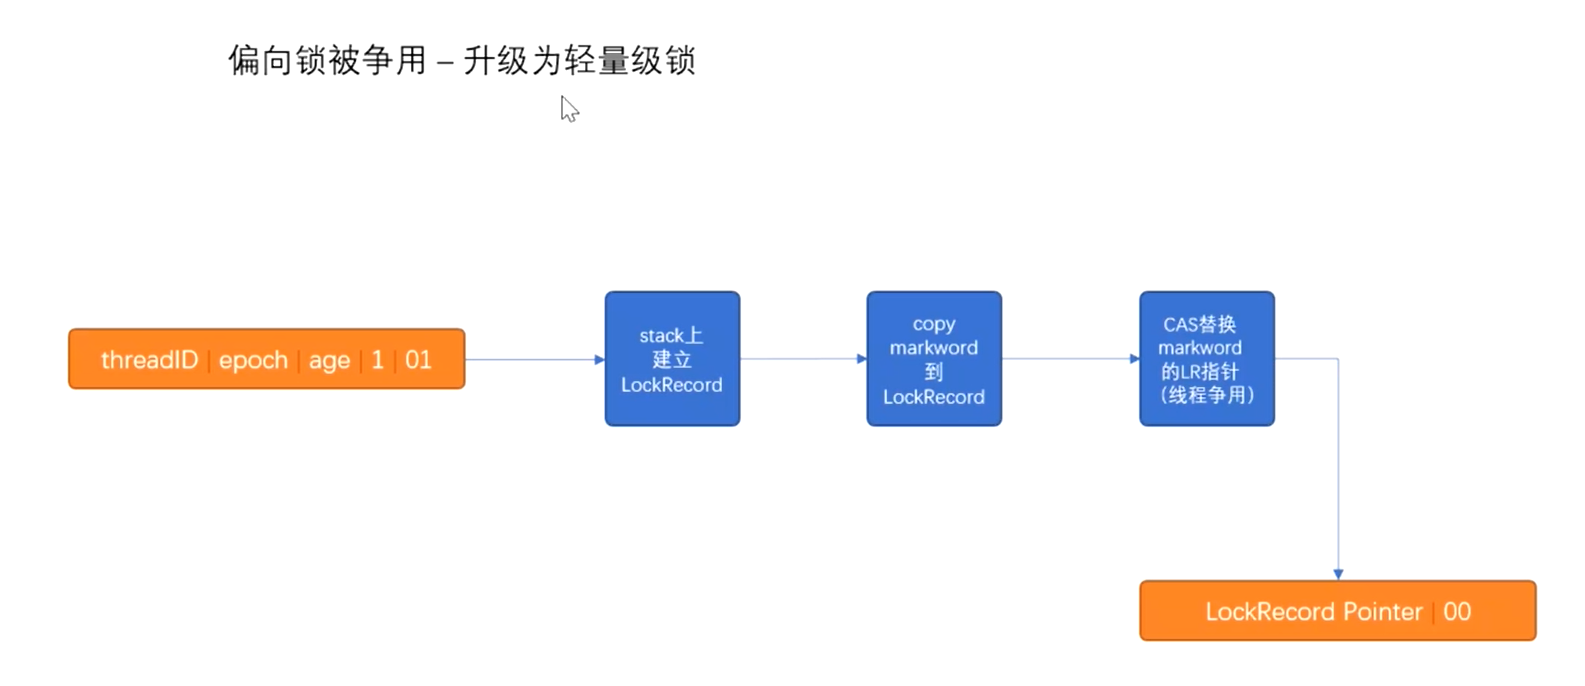 偏向锁被争用 – 升级为轻量级锁
threadID | epoch | age | 1 | 01
stack上
建立
LockRecord
copy
markword
到
LockRecord
CAS替换
markword
的LR指针
（线程争用）
LockRecord Pointer | 00